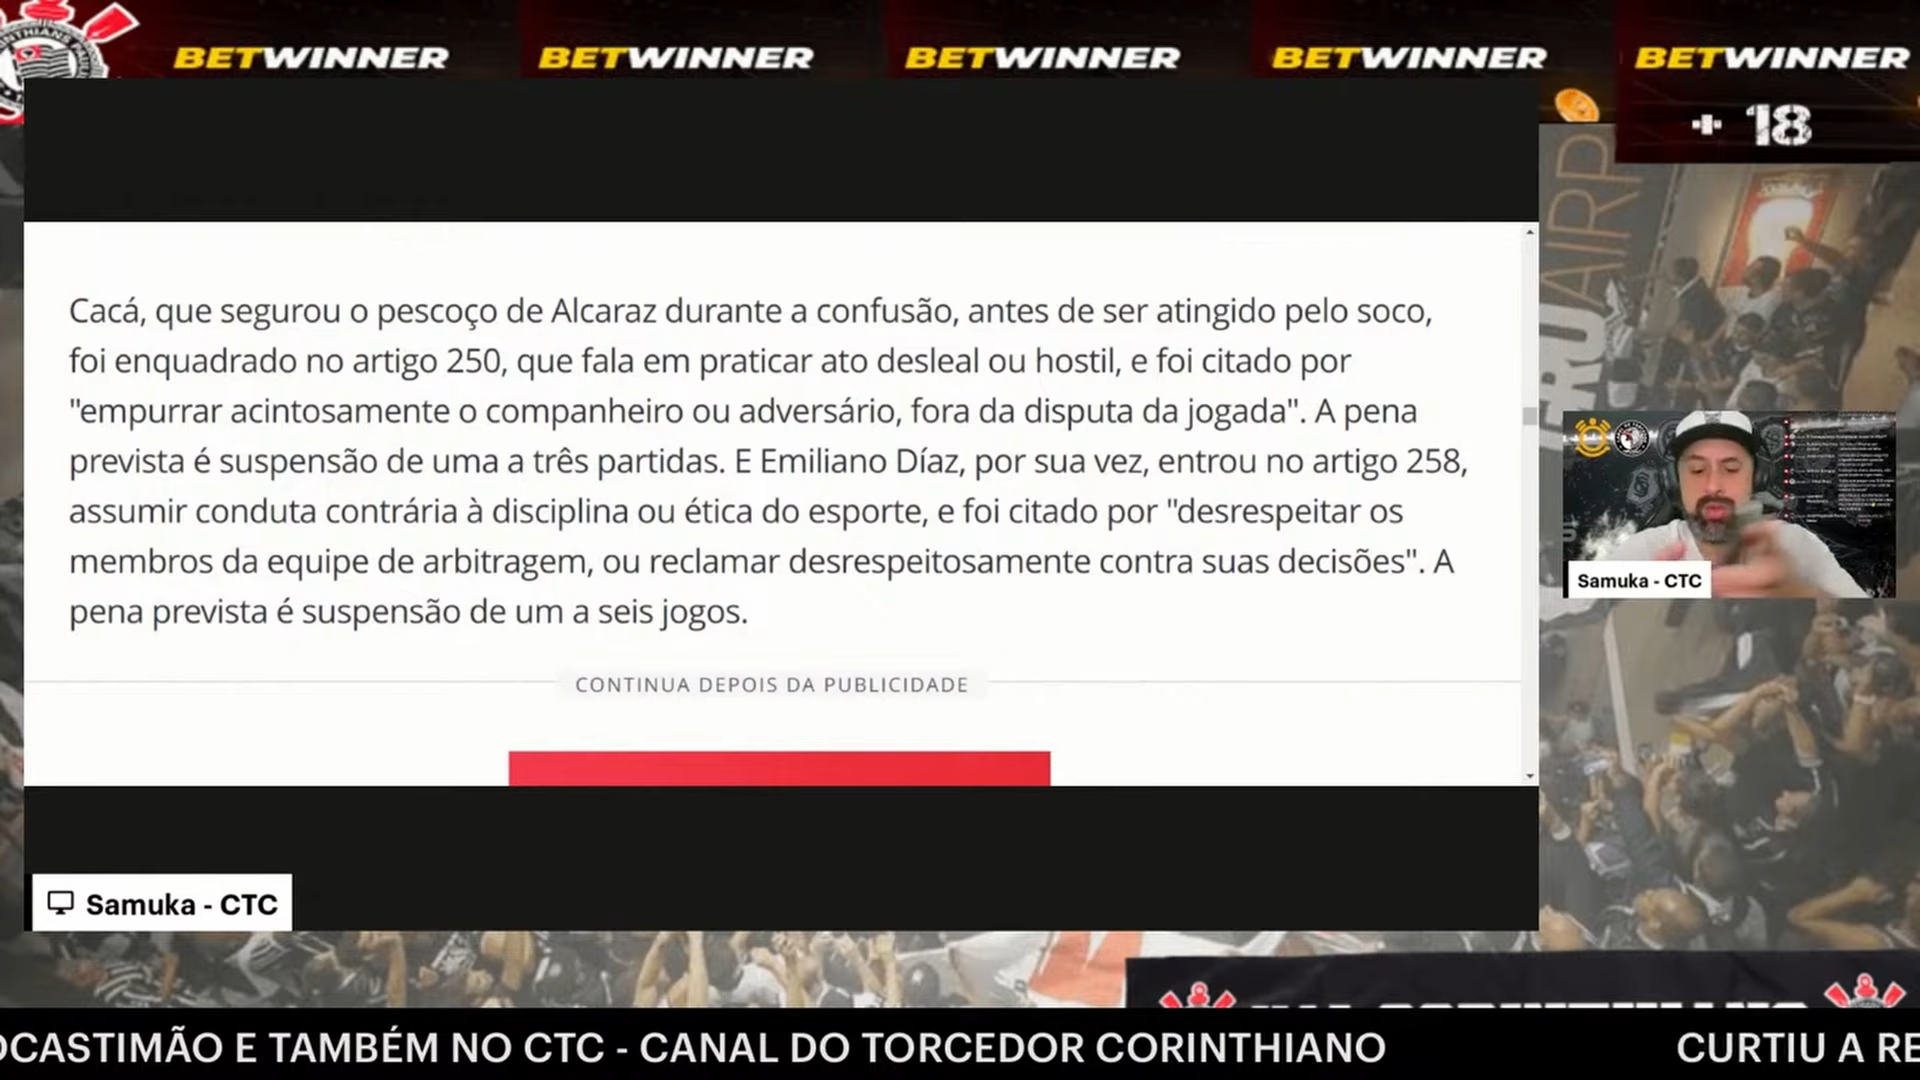 BETWINNER BETWINNER BETWINNER BETWINNER BETWINNER
+ 18
Cacá, que segurou o pescoço de Alcaraz durante a confusão, antes de ser atingido pelo soco,
foi enquadrado no artigo 250, que fala em praticar ato desleal ou hostil, e foi citado por
"empurrar acintosamente o companheiro ou adversário, fora da disputa da jogada". A pena
prevista é suspensão de uma a três partidas. E Emiliano Díaz, por sua vez, entrou no artigo 258,
assumir conduta contrária à disciplina ou ética do esporte, e foi citado por "desrespeitar os
membros da equipe de arbitragem, ou reclamar desrespeitosamente contra suas decisões". A
pena prevista é suspensão de um a seis jogos.
CONTINUA DEPOIS DA PUBLICIDADE
Samuka - CTC
Samuka - CTC
OCASTIMÃO E TAMBÉM NO CTC - CANAL DO TORCEDOR CORINTHIANO
CURTIU A RE